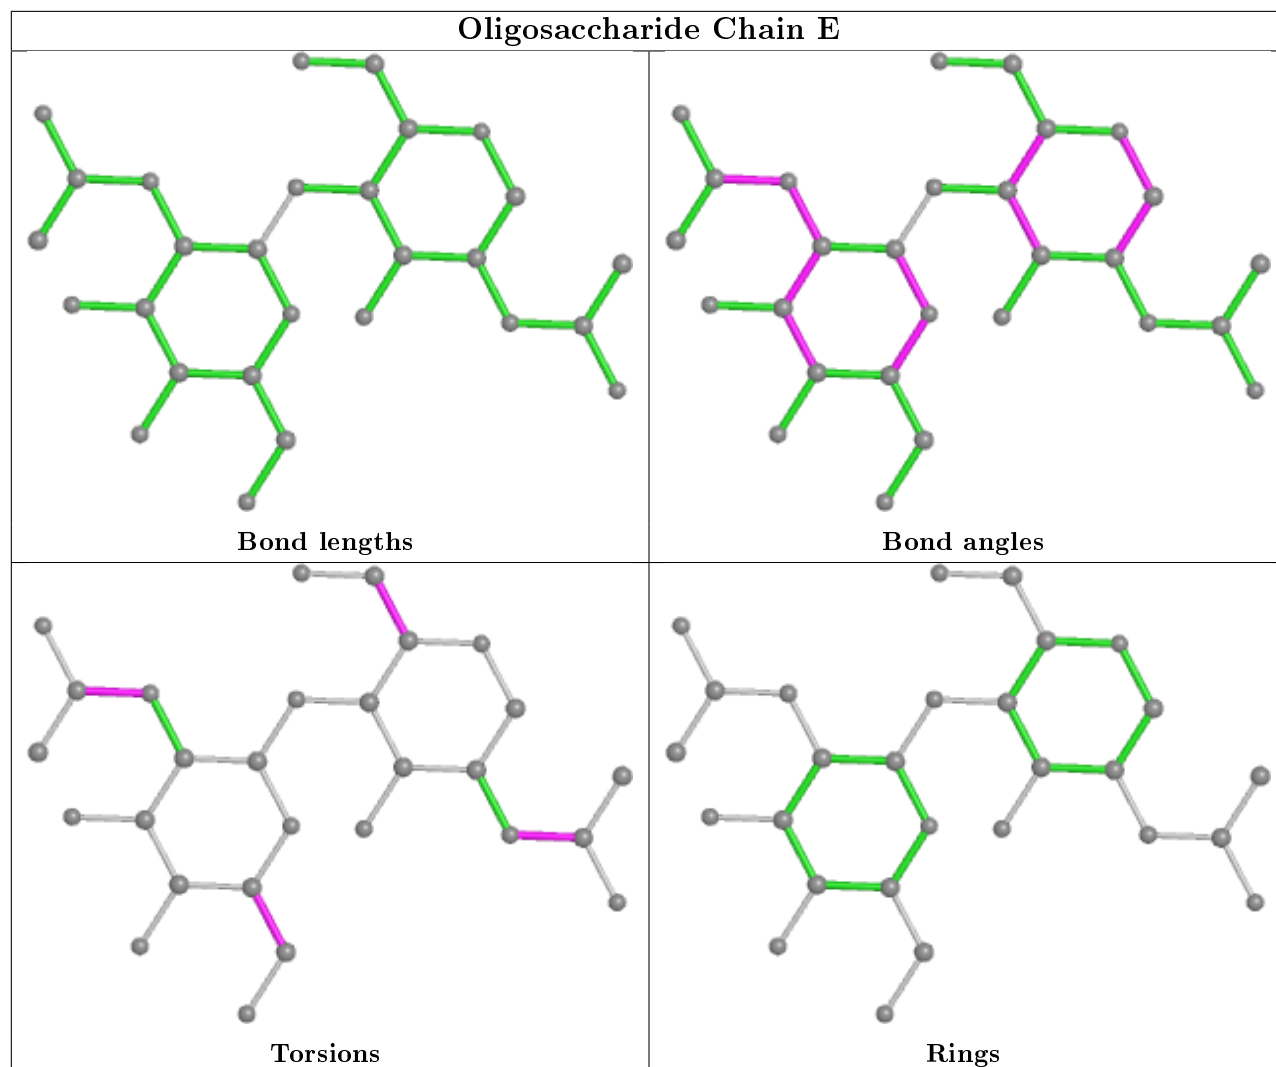 Oligosaccharide Chain E
Bond lengths
Bond angles
Torsions
Rings